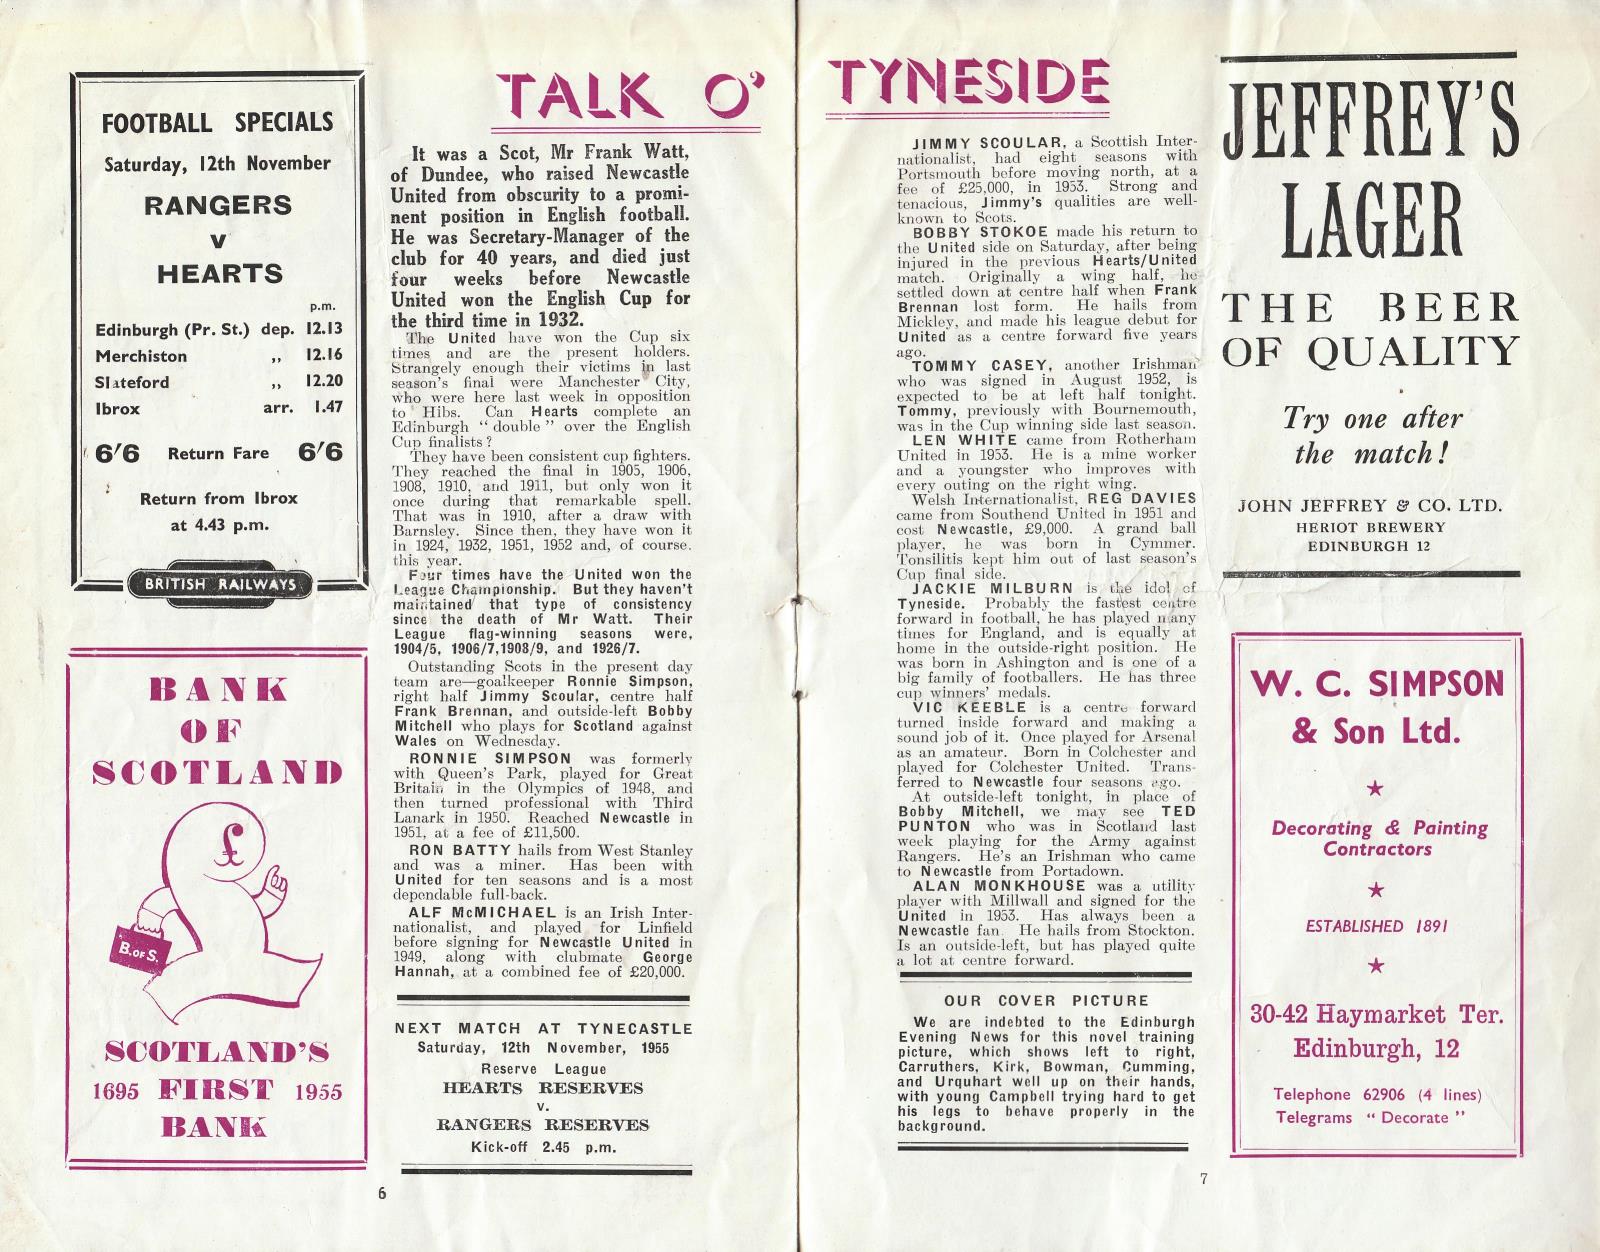 FOOTBALL SPECIALS
Saturday, 12th November
RANGERS
v
HEARTS
p.m.
Edinburgh (Pr. St.) dep. 12.13
Merchiston ,, 12.16
Slateford ,, 12.20
Ibrox arr. 1.47
6/6 Return Fare 6/6
Return from Ibrox
at 4.43 p.m.
BRITISH RAILWAYS
BANK
OF
SCOTLAND
£
B. OF S.
SCOTLAND'S
1695 FIRST 1955
BANK
TALK O' TYNESIDE
It was a Scot, Mr Frank Watt,
of Dundee, who raised Newcastle
United from obscurity to a promi-
nent position in English football.
He was Secretary-Manager of the
club for 40 years, and died just
four weeks before Newcastle
United won the English Cup for
the third time in 1932.
The United have won the Cup six
times and are the present holders.
Strangely enough their victims in last
season's final were Manchester City,
who were here last week in opposition
to Hibs. Can Hearts complete an
Edinburgh "double" over the English
Cup finalists?
They have been consistent cup fighters.
They reached the final in 1905, 1906,
1908, 1910, and 1911, but only won it
once during that remarkable spell.
That was in 1910, after a draw with
Barnsley. Since then, they have won it
in 1924, 1932, 1951, 1952 and, of course.
this year.
Four times have the United won the
League Championship. But they haven't
maintained that type of consistency
since the death of Mr Watt. Their
League flag-winning seasons were,
1904/5, 1906/7,1908/9, and 1926/7.
Outstanding Scots in the present day
team are—goalkeeper Ronnie Simpson,
right half Jimmy Scoular, centre half
Frank Brennan, and outside-left Bobby
Mitchell who plays for Scotland against
Wales on Wednesday.
RONNIE SIMPSON was formerly
with Queen's Park, played for Great
Britain in the Olympics of 1948, and
then turned professional with Third
Lanark in 1950. Reached Newcastle in
1951, at a fee of £11,500.
RON BATTY hails from West Stanley
and was a miner. Has been with
United for ten seasons and is a most
dependable full-back.
ALF McMICHAEL is an Irish Inter-
nationalist, and played for Linfield
before signing for Newcastle United in
1949, along with clubmate George
Hannah, at a combined fee of £20,000.
NEXT MATCH AT TYNECASTLE
Saturday, 12th November, 1955
Reserve League
HEARTS RESERVES
v.
RANGERS RESERVES
Kick-off 2.45 p.m.
6
JIMMY SCOULAR, a Scottish Inter-
nationalist, had eight seasons with
Portsmouth before moving north, at a
fee of £25,000, in 1953. Strong and
tenacious, Jimmy's qualities are well-
known to Scots.
BOBBY STOKOE made his return to
the United side on Saturday, after being
injured in the previous Hearts/United
match. Originally a wing half, he
settled down at centre half when Frank
Brennan lost form. He hails from
Mickley, and made his league debut for
United as a centre forward five years
ago.
TOMMY CASEY, another Irishman
who was signed in August 1952, is
expected to be at left half tonight.
Tommy, previously with Bournemouth,
was in the Cup winning side last season.
LEN WHITE came from Rotherham
United in 1953. He is a mine worker
and a youngster who improves with
every outing on the right wing.
Welsh Internationalist, REG DAVIES
came from Southend United in 1951 and
cost Newcastle, £9,000. A grand ball
player, he was born in Cymmer.
Tonsilitis kept him out of last season's
Cup final side.
JACKIE MILBURN is the idol of
Tyneside. Probably the fastest centre
forward in football, he has played many
times for England, and is equally at
home in the outside-right position. He
was born in Ashington and is one of a
big family of footballers. He has three
cup winners' medals.
VIC KEEBLE is a centre forward
turned inside forward and making a
sound job of it. Once played for Arsenal
as an amateur. Born in Colchester and
played for Colchester United. Trans-
ferred to Newcastle four seasons ago.
At outside-left tonight, in place of
Bobby Mitchell, we may see TED
PUNTON who was in Scotland last
week playing for the Army against
Rangers. He's an Irishman who came
to Newcastle from Portadown.
ALAN MONKHOUSE was a utility
player with Millwall and signed for the
United in 1953. Has always been a
Newcastle fan. He hails from Stockton.
Is an outside-left, but has played quite
a lot at centre forward.
OUR COVER PICTURE
We are indebted to the Edinburgh
Evening News for this novel training
picture, which shows left to right,
Carruthers, Kirk, Bowman, Cumming,
and Urquhart well up on their hands,
with young Campbell trying hard to get
his legs to behave properly in the
background.
7
JEFFREY'S
LAGER
THE BEER
OF QUALITY
Try one after
the match!
JOHN JEFFREY & CO. LTD.
HERIOT BREWERY
EDINBURGH 12
W. C. SIMPSON
& Son Ltd.
Decorating & Painting
Contractors
ESTABLISHED 1891
30-42 Haymarket Ter.
Edinburgh, 12
Telephone 62906 (4 lines)
Telegrams "Decorate"